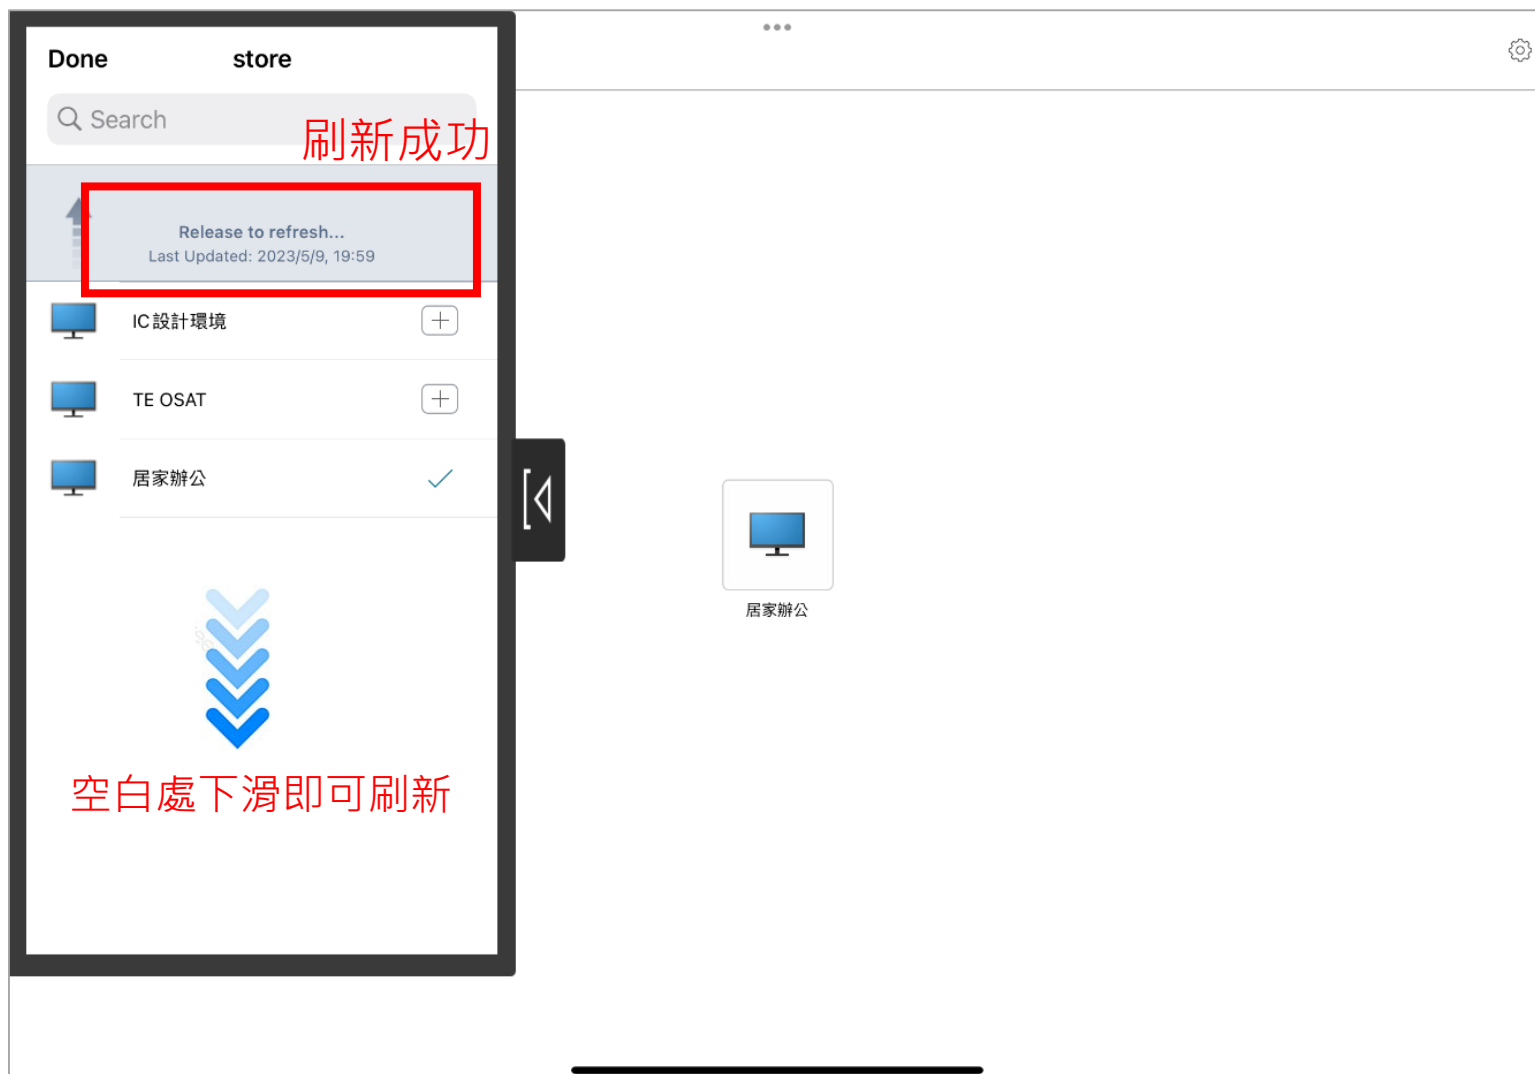 Done
store
Search
刷新成功
Release to refresh...
Last Updated: 2023/5/9, 19:59
IC設計環境
TE OSAT
居家辦公
居家辦公
空白處下滑即可刷新